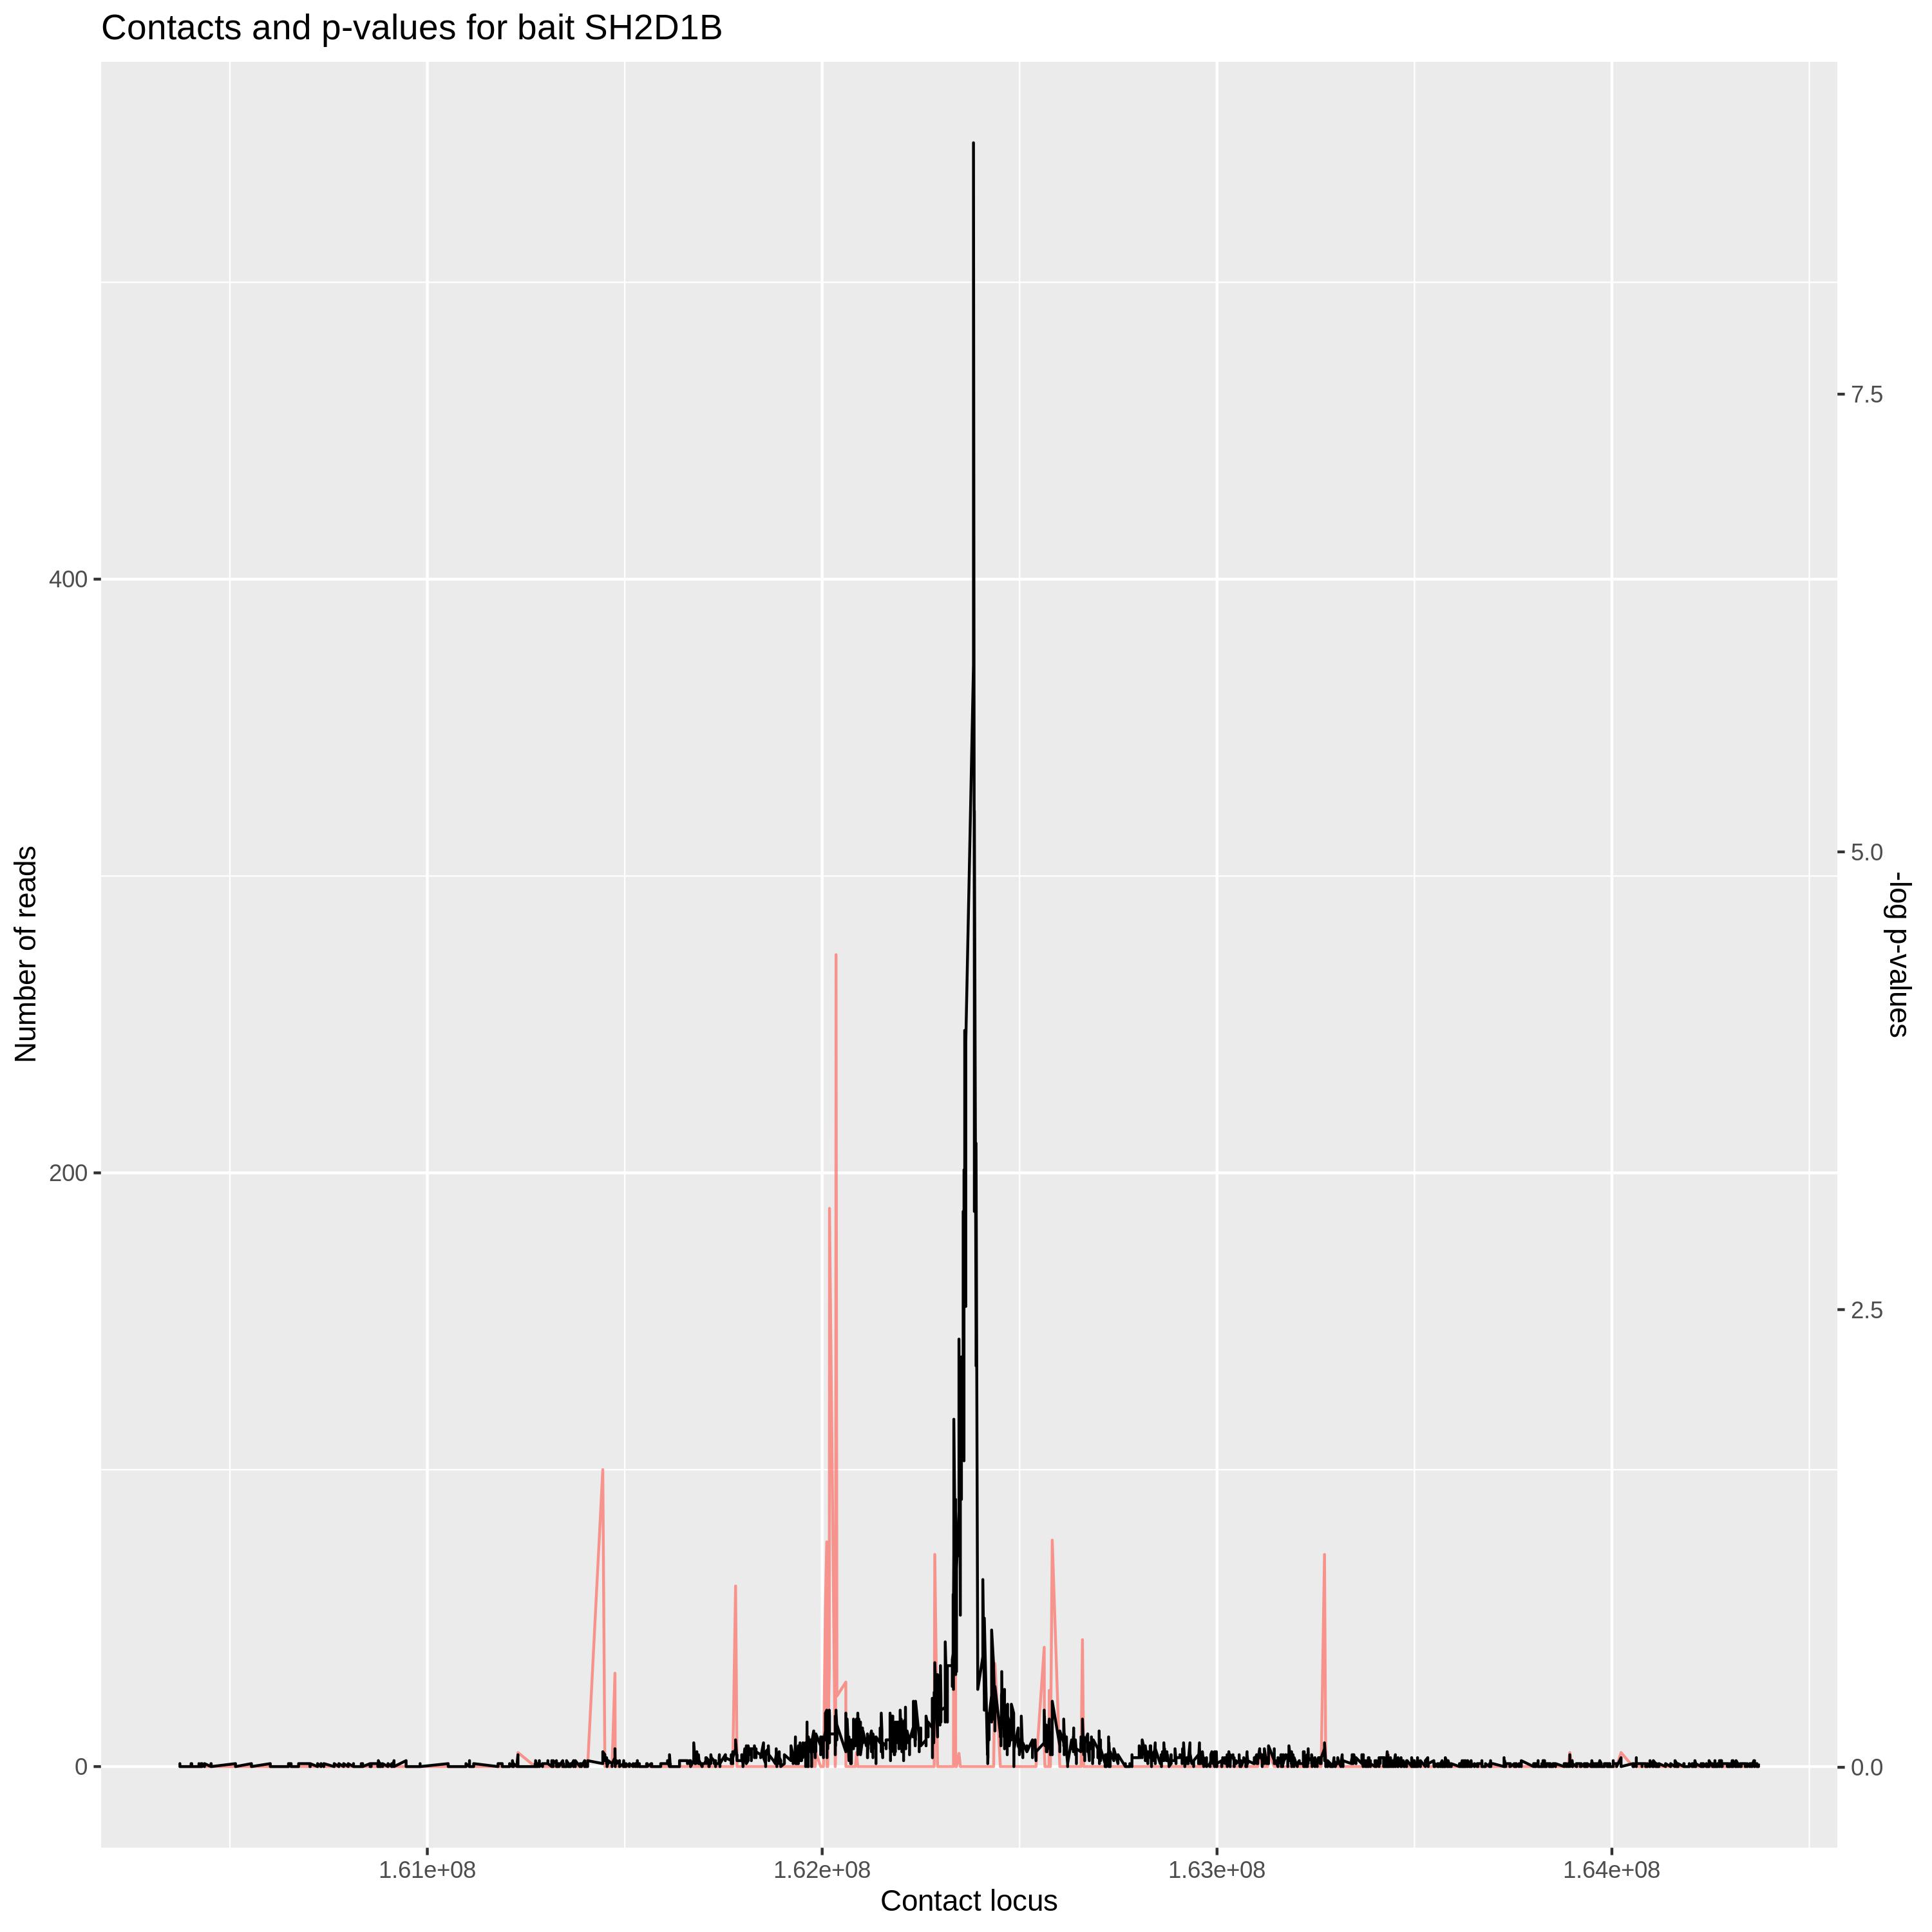 Contacts and p-values for bait SH2D1B
Number of reads
400
200
0
7.5
5.0
2.5
0.0
-log p-values
1.61e+08
1.62e+08
1.63e+08
1.64e+08
Contact locus